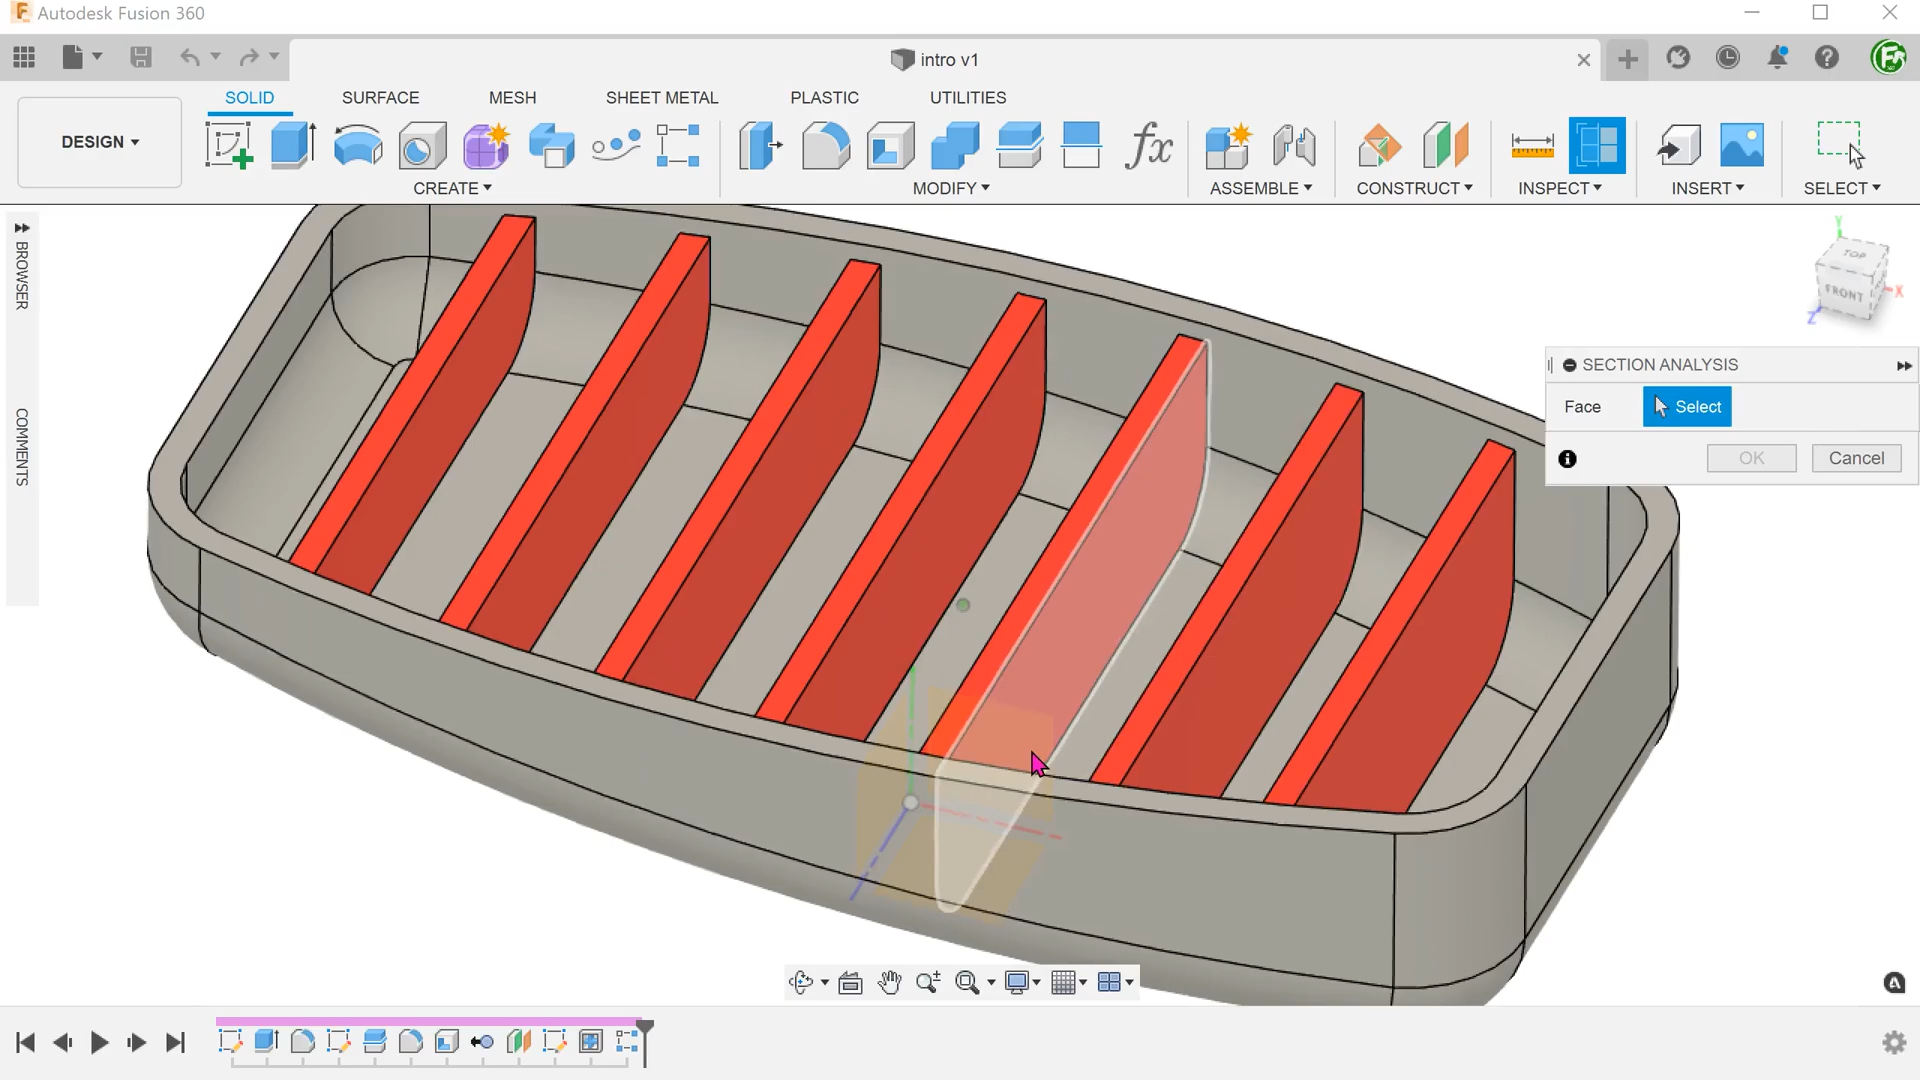 Autodesk Fusion 360
intro v1
DESIGN
SOLID
SURFACE
MESH
SHEET METAL
PLASTIC
UTILITIES
CREATE
MODIFY
ASSEMBLE
CONSTRUCT
INSPECT
INSERT
SELECT
BROWSER
COMMENTS
TOP
FRONT
Y
X
Z
SECTION ANALYSIS
Face
Select
OK
Cancel